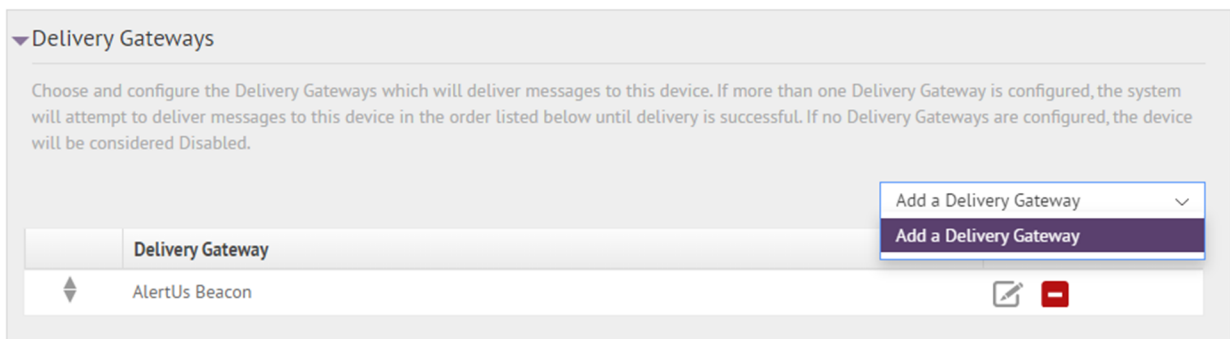 Delivery Gateways
Choose and configure the Delivery Gateways which will deliver messages to this device. If more than one Delivery Gateway is configured, the system
will attempt to deliver messages to this device in the order listed below until delivery is successful. If no Delivery Gateways are configured, the device
will be considered Disabled.
Add a Delivery Gateway
Add a Delivery Gateway
Delivery Gateway
AlertUs Beacon